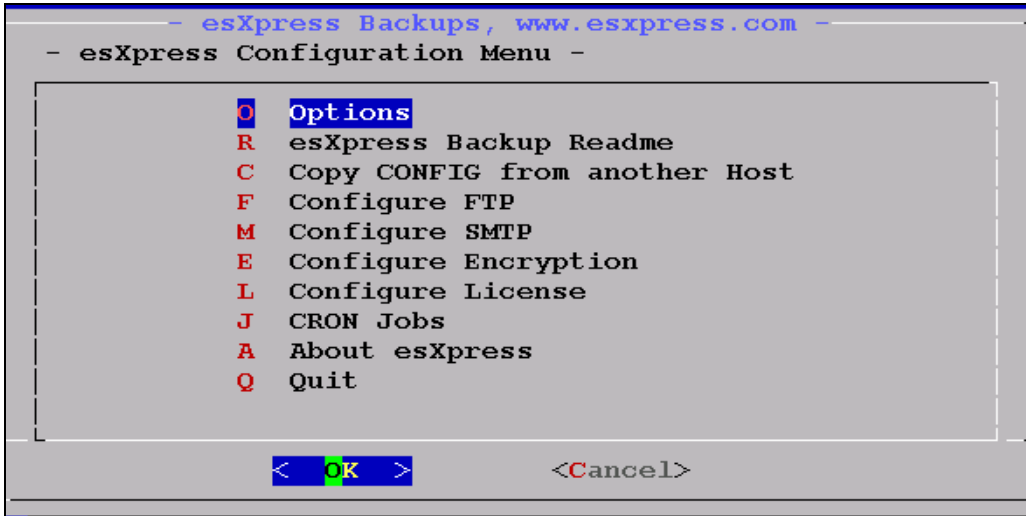 - esXpress Backups, www.esxpress.com -
- esXpress Configuration Menu -
O Options
R esXpress Backup Readme
C Copy CONFIG from another Host
F Configure FTP
M Configure SMTP
E Configure Encryption
L Configure License
J CRON Jobs
A About esXpress
Q Quit
< OK > <Cancel>